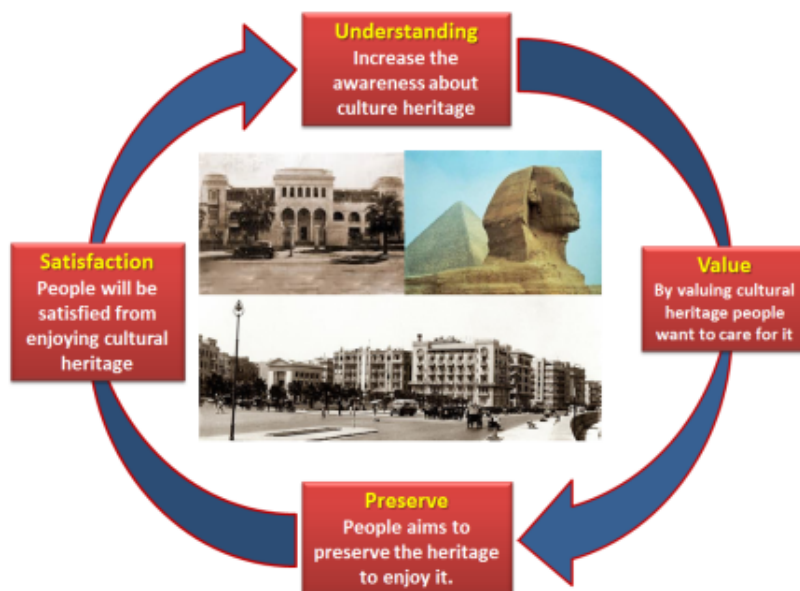 Understanding
Increase the
awareness about
culture heritage
Value
By valuing cultural
heritage people
want to care for it
Preserve
People aims to
preserve the heritage
to enjoy it.
Satisfaction
People will be
satisfied from
enjoying cultural
heritage